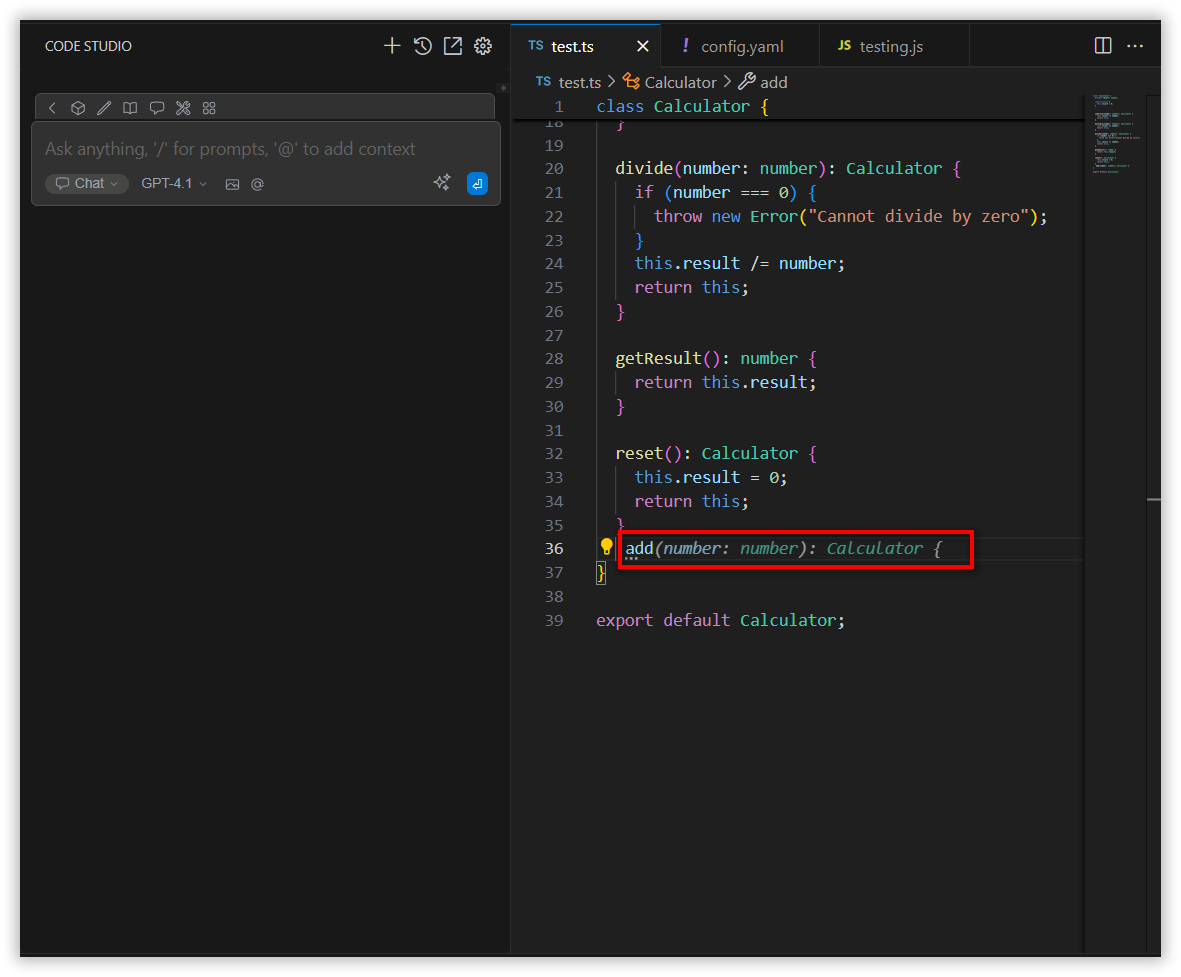 CODE STUDIO
Ask anything, '/' for prompts, '@' to add context
Chat
GPT-4.1
TS test.ts
! config.yaml
JS testing.js
TS test.ts > Calculator > add
1 class Calculator {
18 }
19
20 divide(number: number): Calculator {
21 if (number === 0) {
22 throw new Error("Cannot divide by zero");
23 }
24 this.result /= number;
25 return this;
26 }
27
28 getResult(): number {
29 return this.result;
30 }
31
32 reset(): Calculator {
33 this.result = 0;
34 return this;
35 }
36 add(number: number): Calculator {
37 }
38
39 export default Calculator;